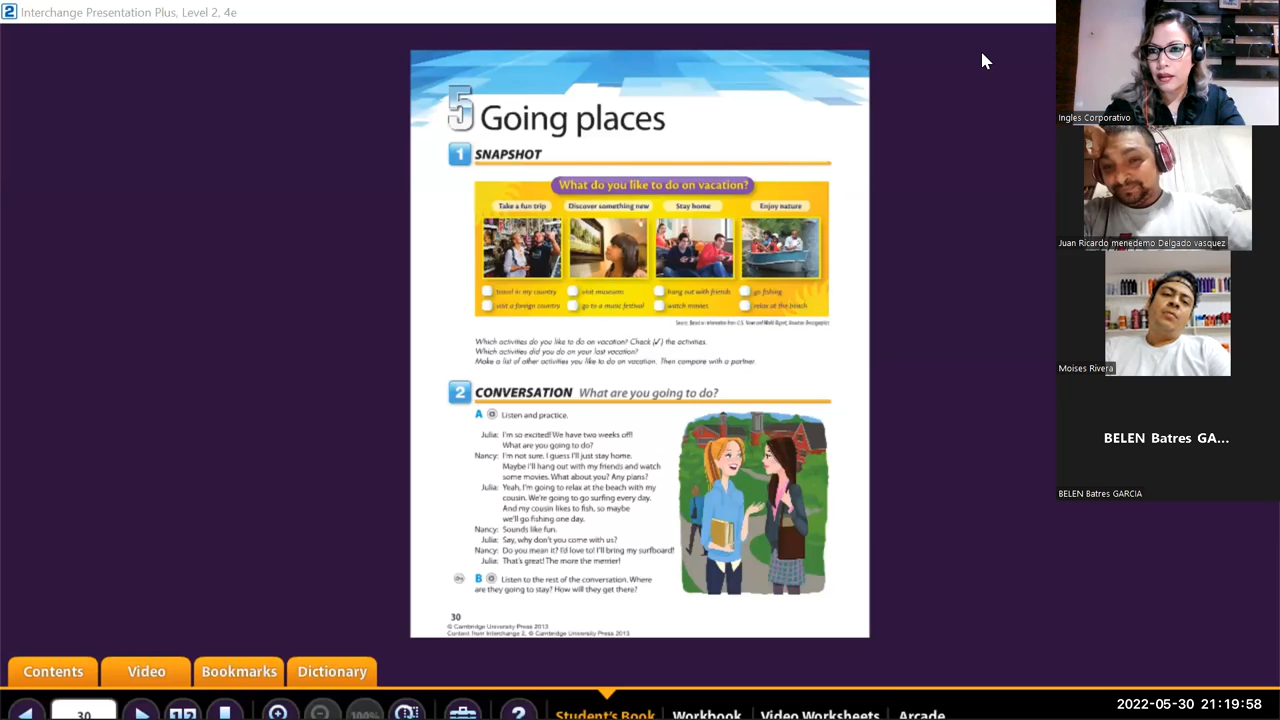 2 Interchange Presentation Plus, Level 2, 4e
5 Going places
1 SNAPSHOT
What do you like to do on vacation?
Take a fun trip
Discover something new
Stay home
Enjoy nature
travel in my country
visit museums
hang out with friends
go fishing
visit a foreign country
go to a music festival
watch movies
relax at the beach
Source: Based on information from U.S. News and World Report; American Demographics
Which activities do you like to do on vacation? Check (✓) the activities.
Which activities did you do on your last vacation?
Make a list of other activities you like to do on vacation. Then compare with a partner.
2 CONVERSATION What are you going to do?
A Listen and practice.
Julia: I'm so excited! We have two weeks off!
What are you going to do?
Nancy: I'm not sure. I guess I'll just stay home.
Maybe I'll hang out with my friends and watch
some movies. What about you? Any plans?
Julia: Yeah, I'm going to relax at the beach with my
cousin. We're going to go surfing every day.
And my cousin likes to fish, so maybe
we'll go fishing one day.
Nancy: Sounds like fun.
Julia: Say, why don't you come with us?
Nancy: Do you mean it? I'd love to! I'll bring my surfboard!
Julia: That's great! The more the merrier!
B Listen to the rest of the conversation. Where
are they going to stay? How will they get there?
30
© Cambridge University Press 2013
Content from Interchange 2, © Cambridge University Press 2013
Contents
Video
Bookmarks
Dictionary
30
100%
?
Student's Book
Workbook
Video Worksheets
Arcade
Ingles Corporativo
Juan Ricardo menedemo Delgado vasquez
Moises Rivera
BELEN Batres GA...
BELEN Batres GARCIA
2022-05-30 21:19:58